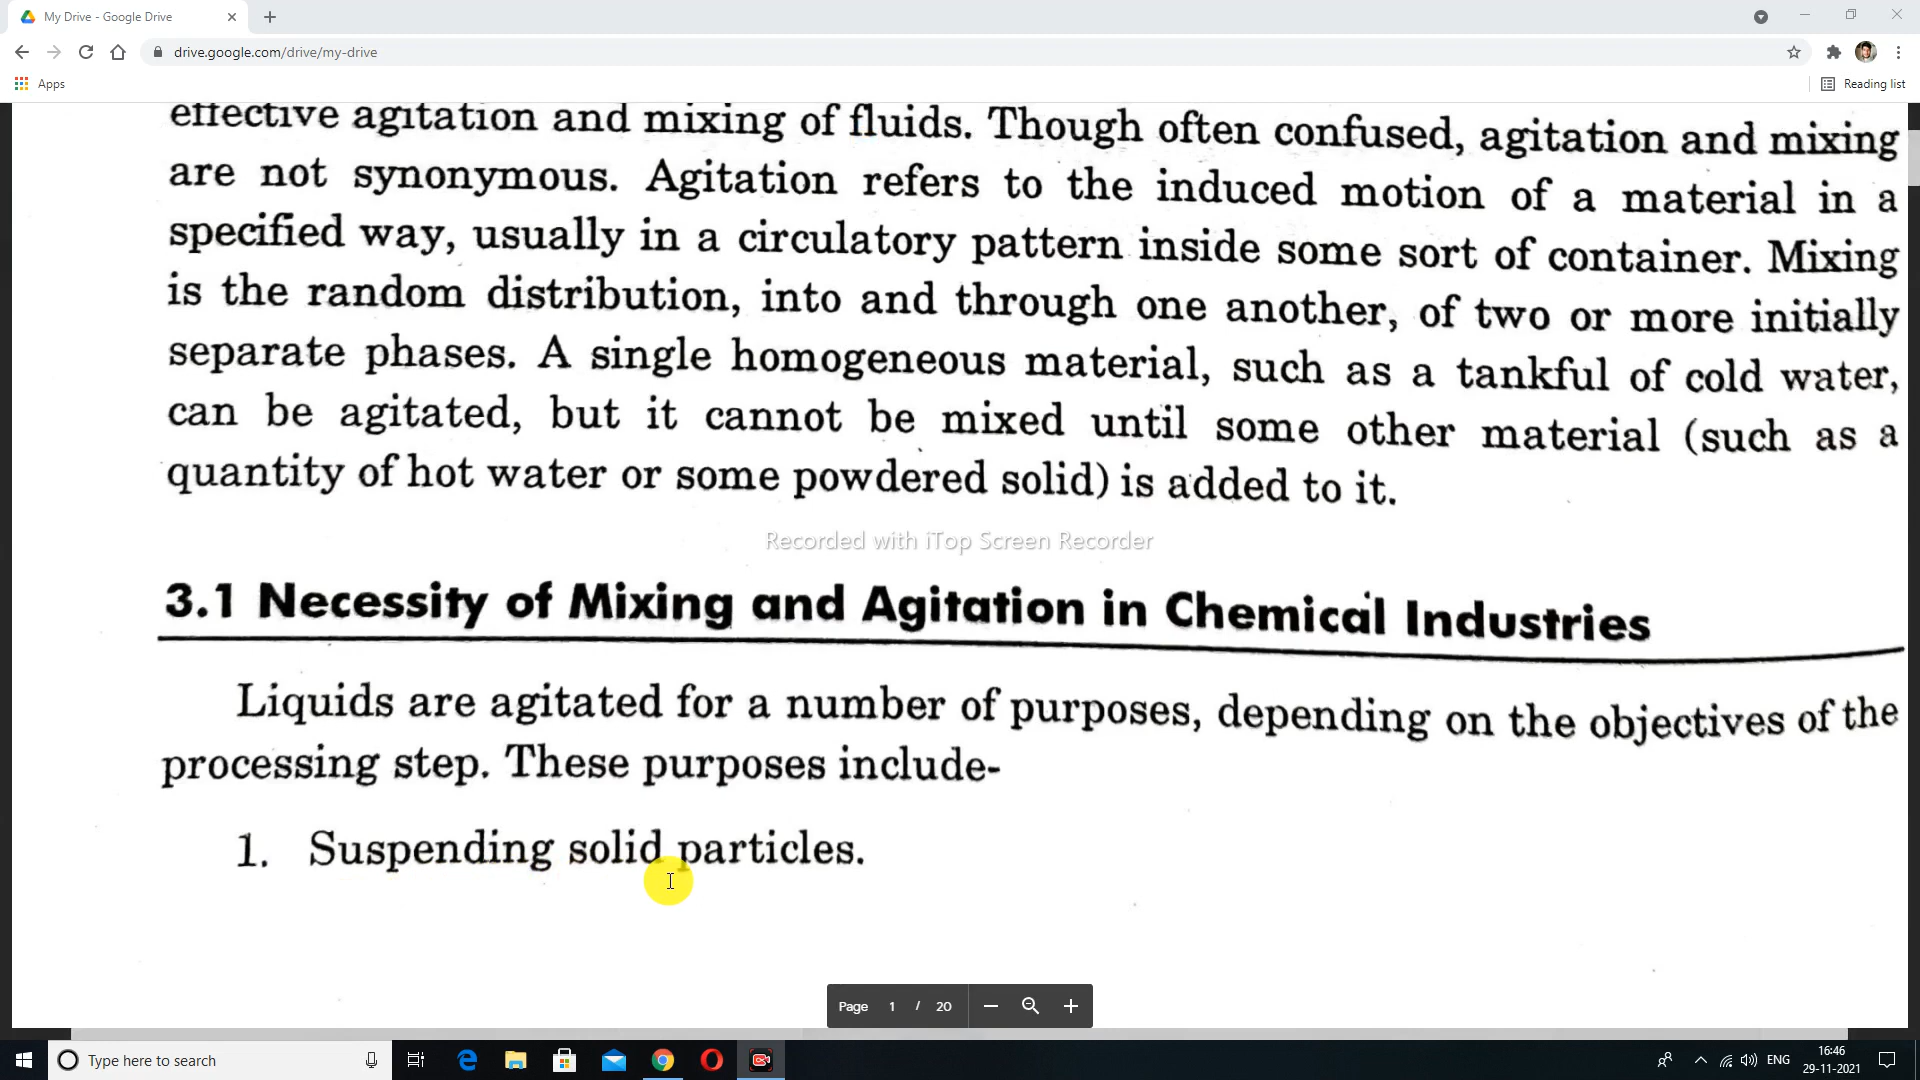 My Drive - Google Drive
drive.google.com/drive/my-drive
Apps
Reading list
effective agitation and mixing of fluids. Though often confused, agitation and mixing
are not synonymous. Agitation refers to the induced motion of a material in a
specified way, usually in a circulatory pattern inside some sort of container. Mixing
is the random distribution, into and through one another, of two or more initially
separate phases. A single homogeneous material, such as a tankful of cold water,
can be agitated, but it cannot be mixed until some other material (such as a
quantity of hot water or some powdered solid) is added to it.
Recorded with iTop Screen Recorder
3.1 Necessity of Mixing and Agitation in Chemical Industries
Liquids are agitated for a number of purposes, depending on the objectives of the
processing step. These purposes include-
1. Suspending solid particles.
Page 1 / 20
Type here to search
ENG
16:46
29-11-2021